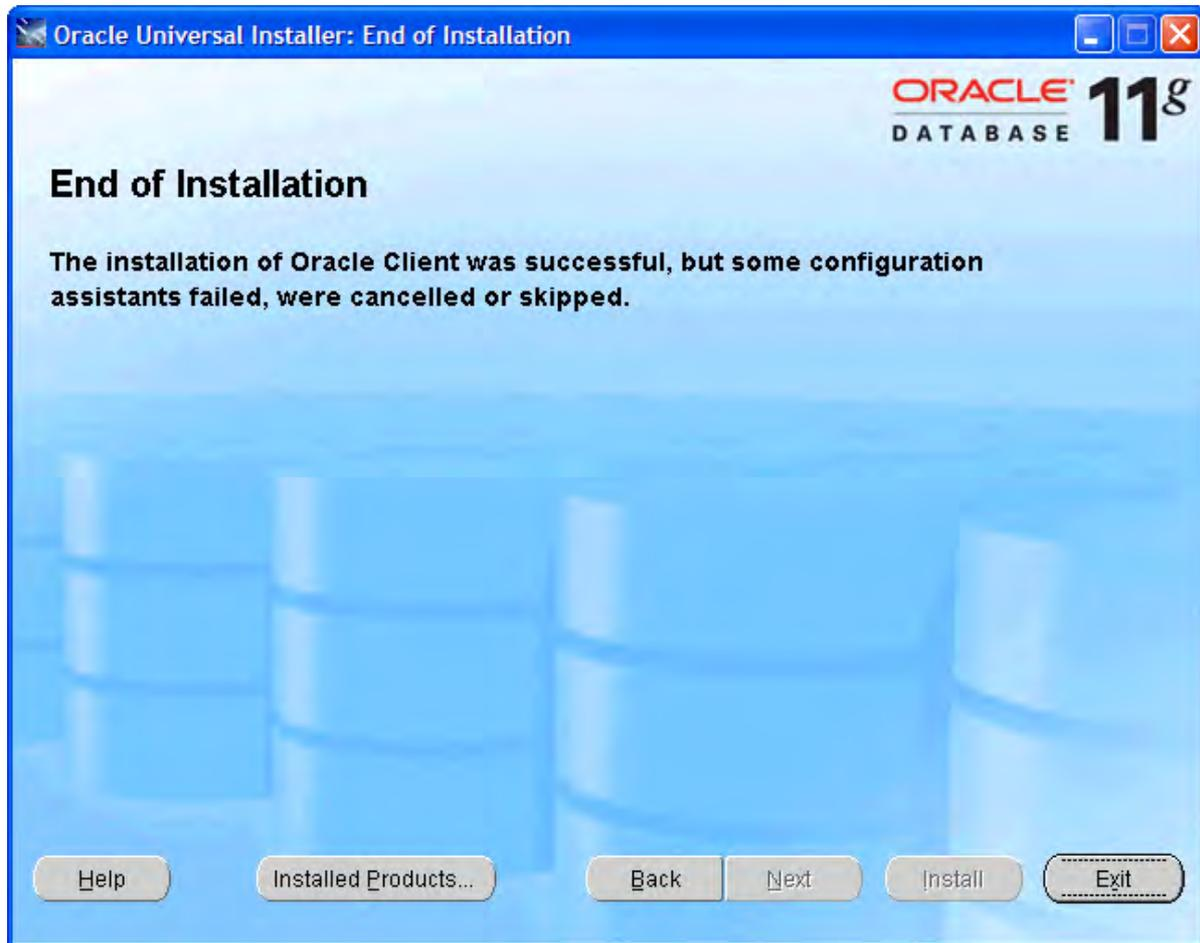 Oracle Universal Installer: End of Installation
ORACLE DATABASE 11g
End of Installation
The installation of Oracle Client was successful, but some configuration
assistants failed, were cancelled or skipped.
Help Installed Products... Back Next Install Exit